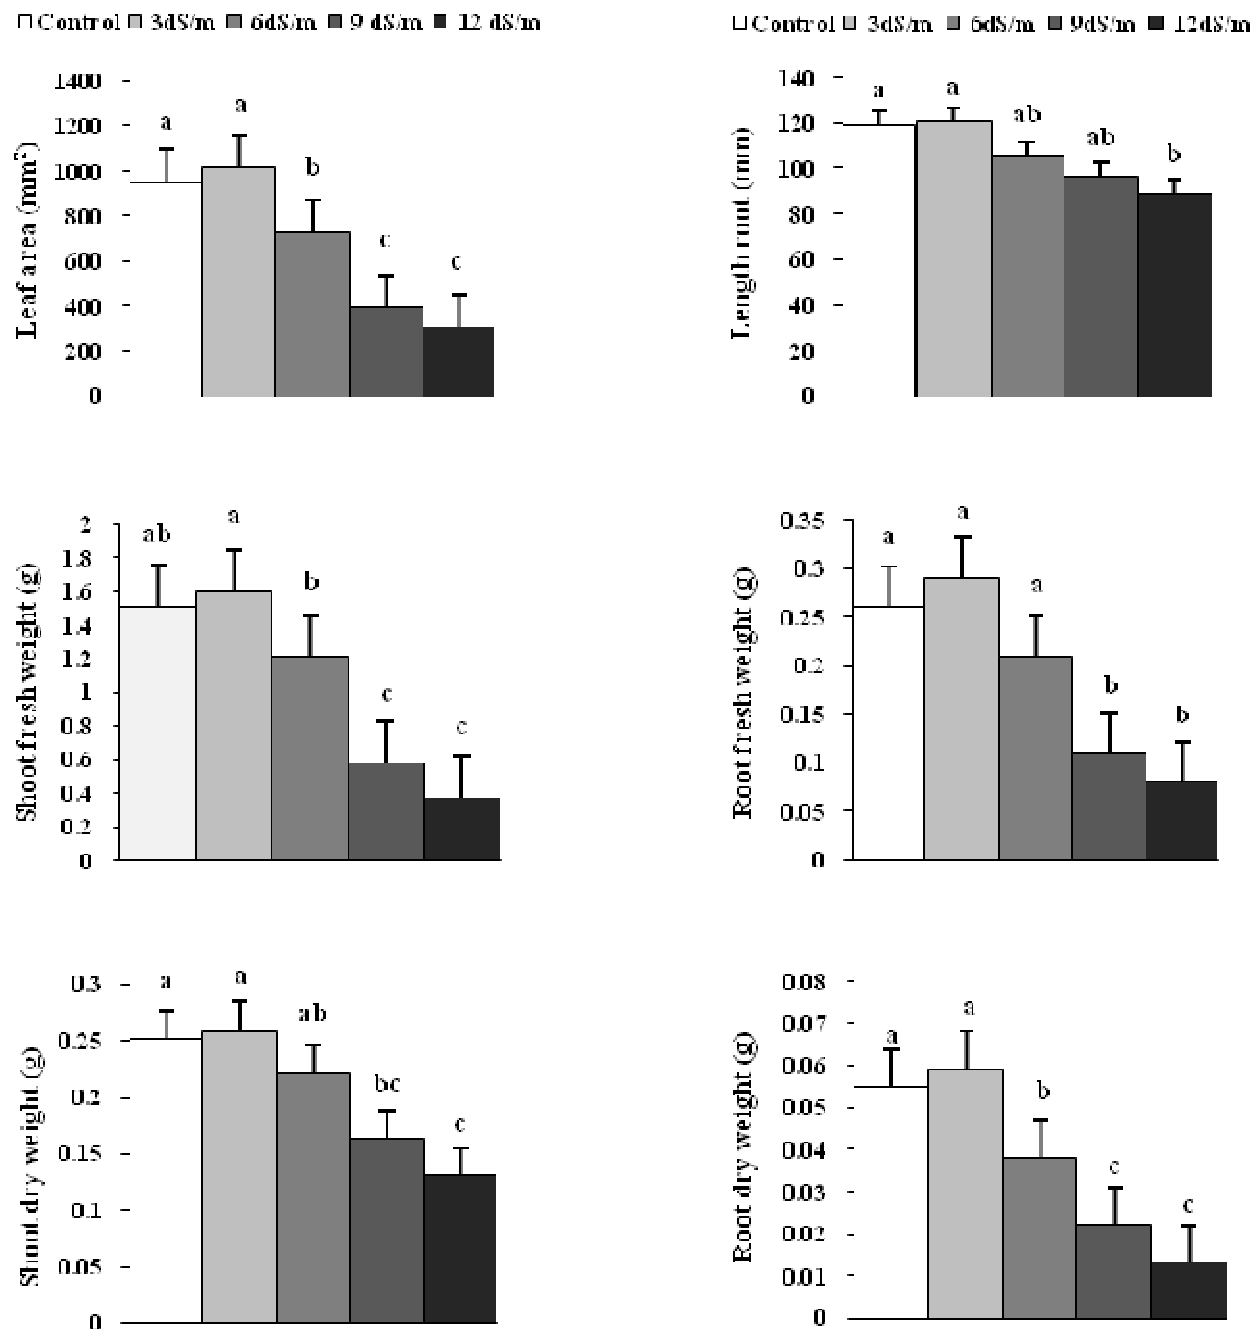 Control 3dS/m 6dS/m 9 dS/m 12 dS/m
Control 3dS/m 6dS/m 9dS/m 12dS/m
Leaf area (mm²)
1400
1200
1000
800
600
400
200
0
a
a
b
c
c
Length root (mm)
140
120
100
80
60
40
20
0
a
a
ab
ab
b
Shoot fresh weight (g)
2
1.8
1.6
1.4
1.2
1
0.8
0.6
0.4
0.2
0
ab
a
b
c
c
Root fresh weight (g)
0.35
0.3
0.25
0.2
0.15
0.1
0.05
0
a
a
a
b
b
Shoot dry weight (g)
0.3
0.25
0.2
0.15
0.1
0.05
0
a
a
ab
bc
c
Root dry weight (g)
0.08
0.07
0.06
0.05
0.04
0.03
0.02
0.01
0
a
a
b
c
c